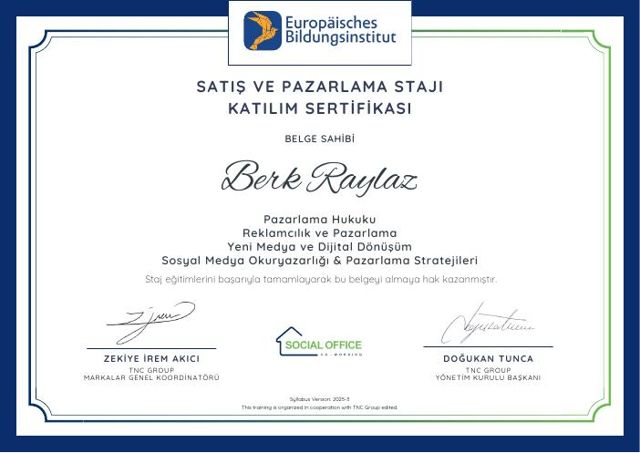 Europäisches
Bildungsinstitut
SATIŞ VE PAZARLAMA STAJI
KATILIM SERTİFİKASI
BELGE SAHİBİ
Berk Raylaz
Pazarlama Hukuku
Reklamcılık ve Pazarlama
Yeni Medya ve Dijital Dönüşüm
Sosyal Medya Okuryazarlığı & Pazarlama Stratejileri
Staj eğitimlerini başarıyla tamamlayarak bu belgeyi almaya hak kazanmıştır.
SOCIAL OFFICE
CO-WORKING
ZEKİYE İREM AKICI
TNC GROUP
MARKALAR GENEL KOORDİNATÖRÜ
DOĞUKAN TUNCA
TNC GROUP
YÖNETİM KURULU BAŞKANI
Syllabus Version: 2025-3
This training is organized in cooperation with TNC Group edited.